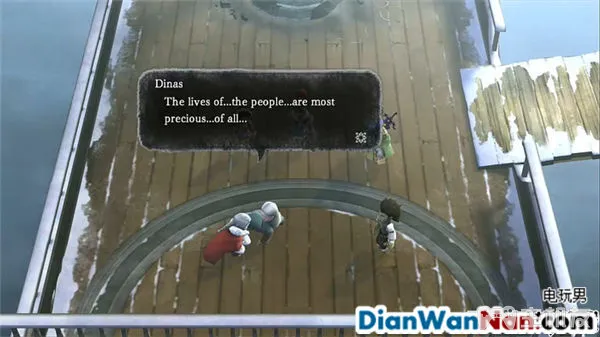 Dinas
The lives of...the people...are most
precious...of all...
电玩男
DianWanNan.com